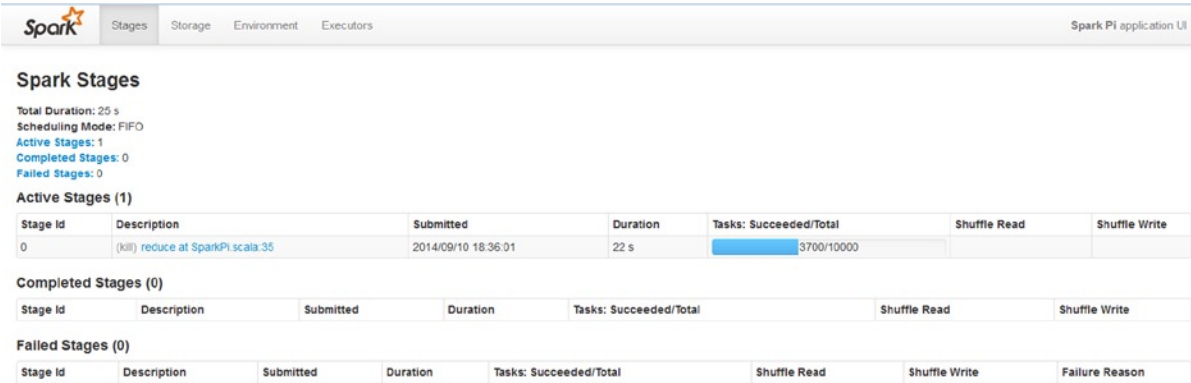 Spark Stages Storage Environment Executors Spark Pi application UI
Spark Stages
Total Duration: 25 s
Scheduling Mode: FIFO
Active Stages: 1
Completed Stages: 0
Failed Stages: 0
Active Stages (1)
Stage Id Description Submitted Duration Tasks: Succeeded/Total Shuffle Read Shuffle Write
0 (kill) reduce at SparkPi.scala:35 2014/09/10 18:36:01 22 s 3700/10000
Completed Stages (0)
Stage Id Description Submitted Duration Tasks: Succeeded/Total Shuffle Read Shuffle Write
Failed Stages (0)
Stage Id Description Submitted Duration Tasks: Succeeded/Total Shuffle Read Shuffle Write Failure Reason